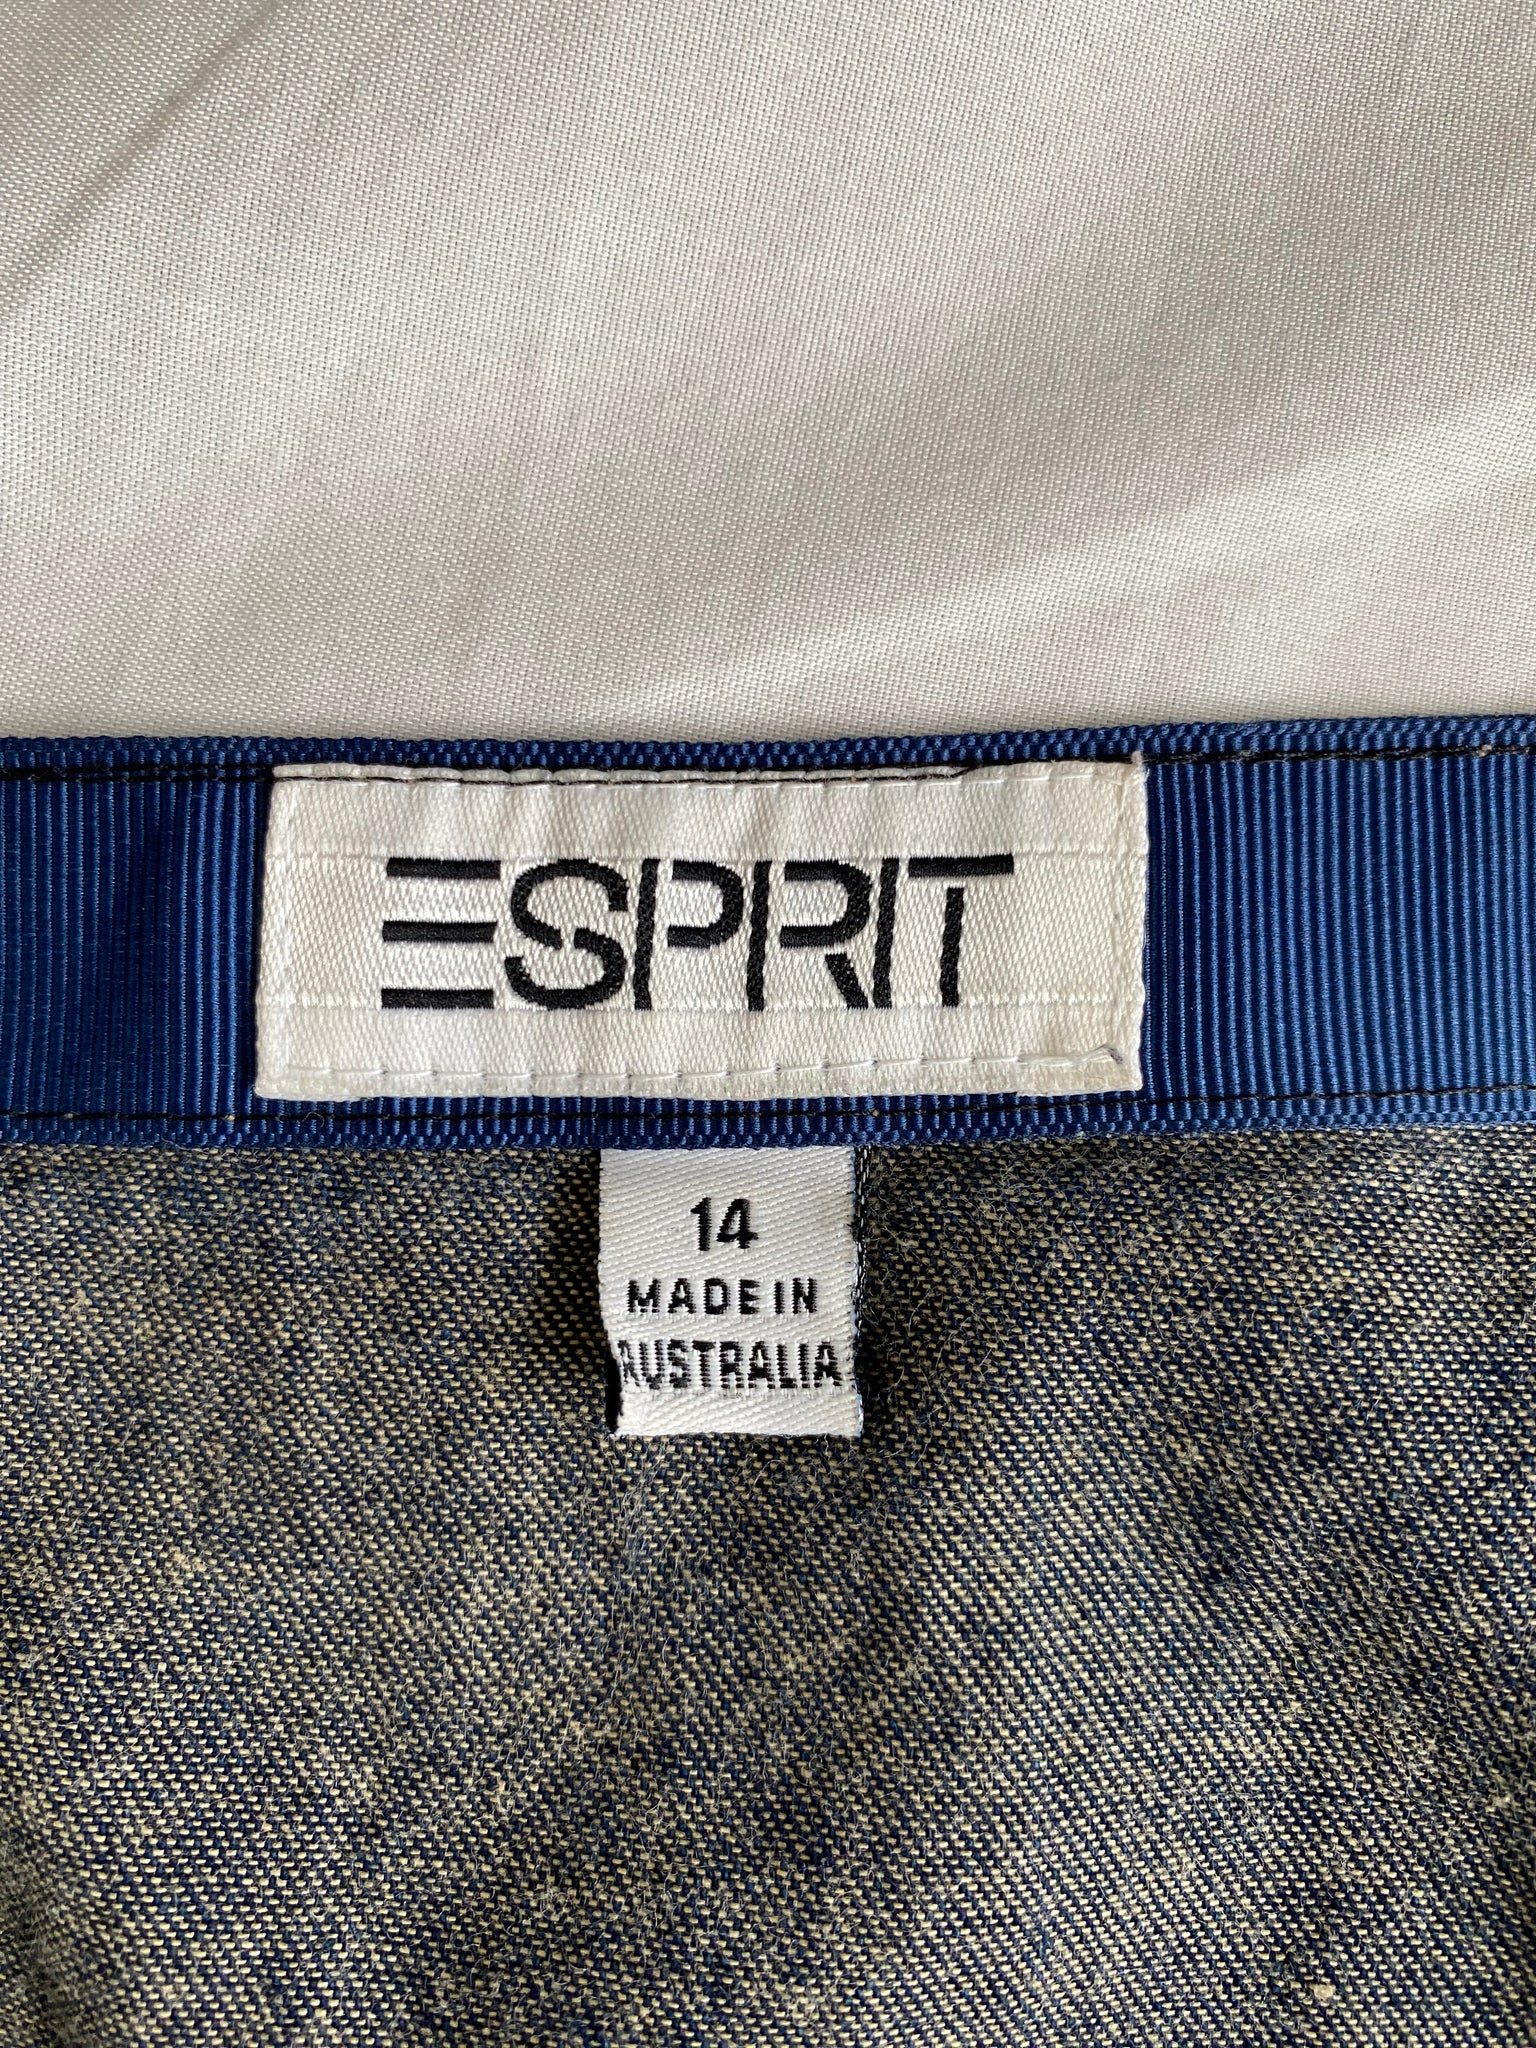 ESPRIT
14
MADE IN
AUSTRALIA